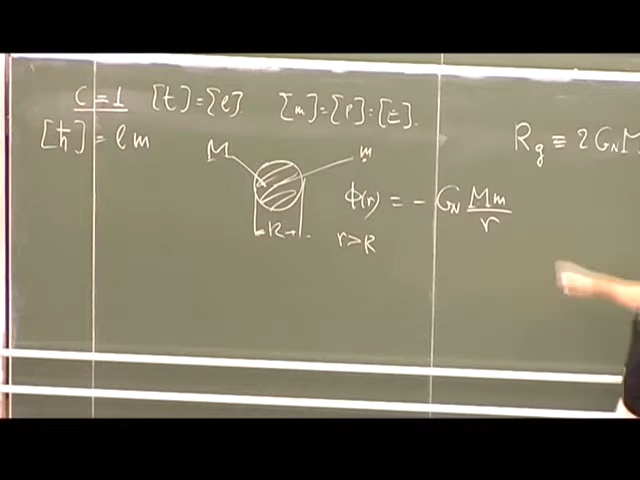 c = 1 [t] = [l]. [m] = [p] = [E].
[ħ] = l m
M m
R
r > R
ϕ(r) = - G_N Mm/r
R_g ≡ 2 G_N M